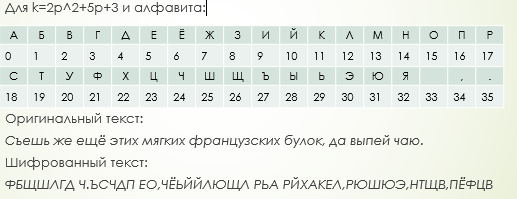 Для k=2p^2+5p+3 и алфавита:
А Б В Г Д Е Ё Ж З И Й К Л М Н О П Р
0 1 2 3 4 5 6 7 8 9 10 11 12 13 14 15 16 17
С Т У Ф Х Ц Ч Ш Щ Ъ Ы Ь Э Ю Я , .
18 19 20 21 22 23 24 25 26 27 28 29 30 31 32 33 34 35
Оригинальный текст:
Съешь же ещё этих мягких французских булок, да выпей чаю.
Шифрованный текст:
ФБЩШЛГД Ч.ЪСЧДП ЕО,ЧЁЬЙЙЛЮЩЛ РЬА РЙХАКЕЛ,РЮШЮЭ,НТЩВ,ПЁФЦВ